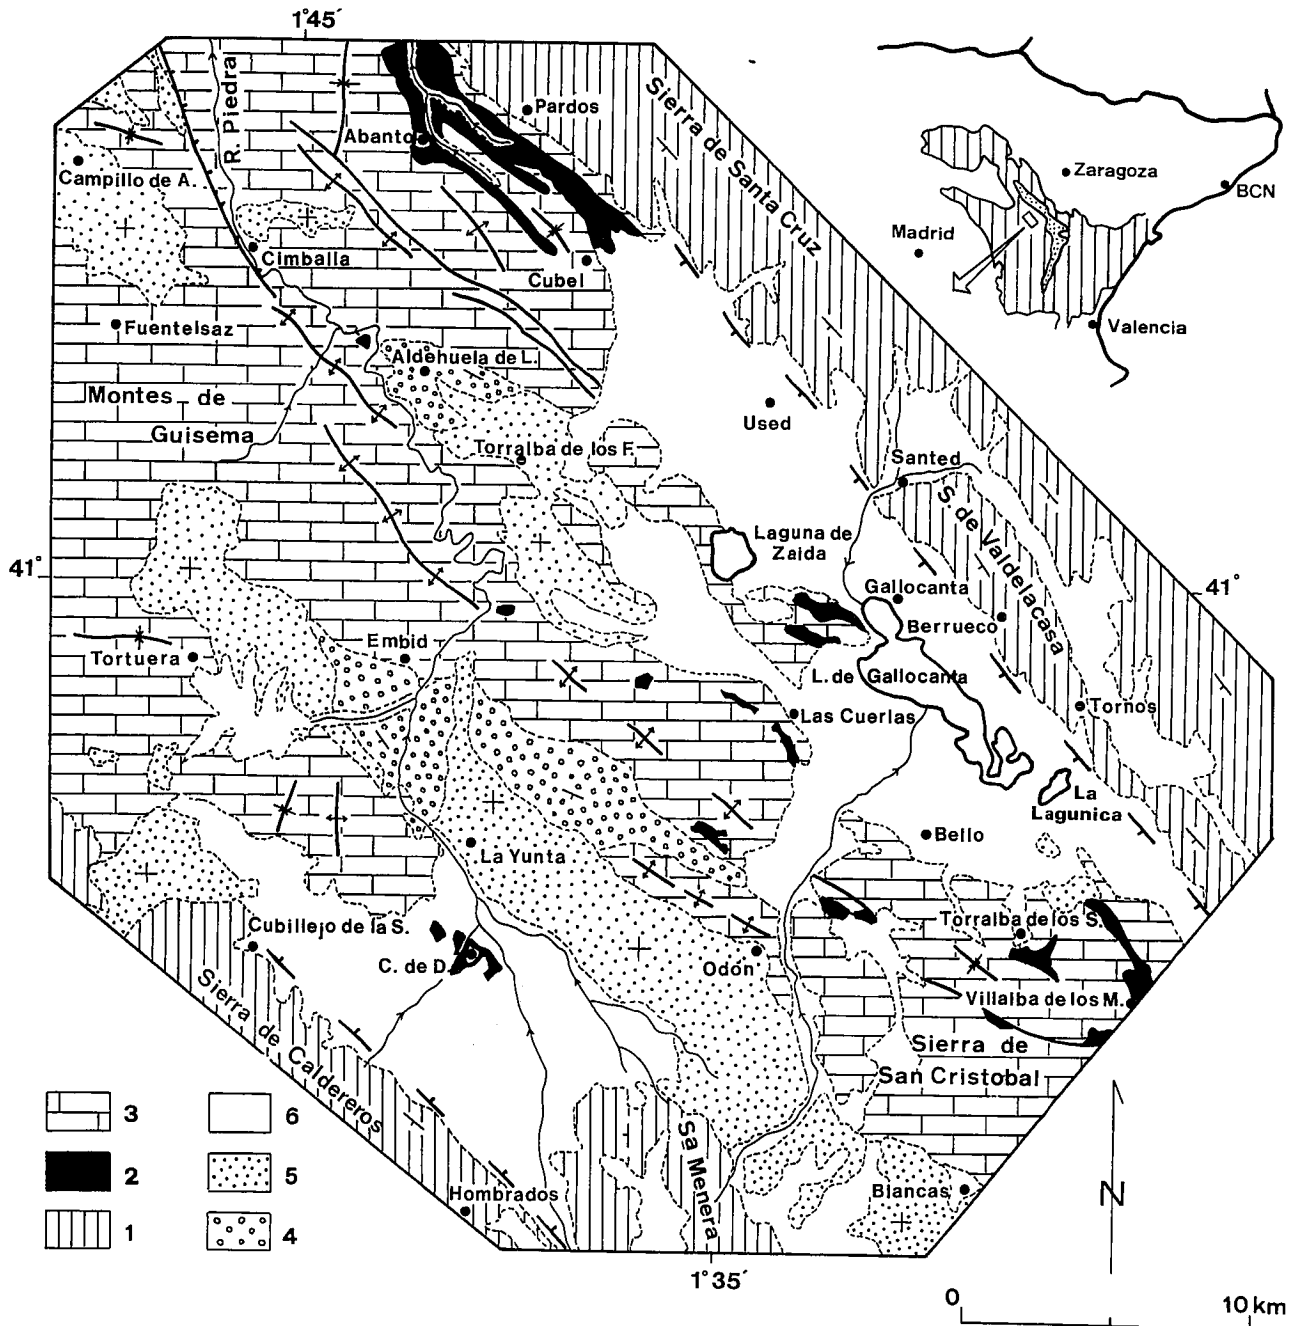 1°45´
R. Piedra
Pardos
Abanto
Sierra de Santa Cruz
Campillo de A.
Cimballa
Cubel
Fuentelsaz
Aldehuela de L.
Montes de
Guisema
Used
Torralba de los F.
Santed
S. de Valdelacasa
Laguna de
Zaida
41°
41°
Gallocanta
Berrueco
Embid
Tortuera
L. de Gallocanta
Las Cuerlas
Tornos
La
Lagunica
Bello
La Yunta
Cubillejo de la S.
Torralba de los S.
C. de D.
Odón
Villalba de los M.
Sierra de Caldereros
Sierra de
San Cristobal
Sa Menera
Hombrados
Blancas
1°35´
3
2
1
6
5
4
N
0
10 km
Zaragoza
BCN
Madrid
Valencia